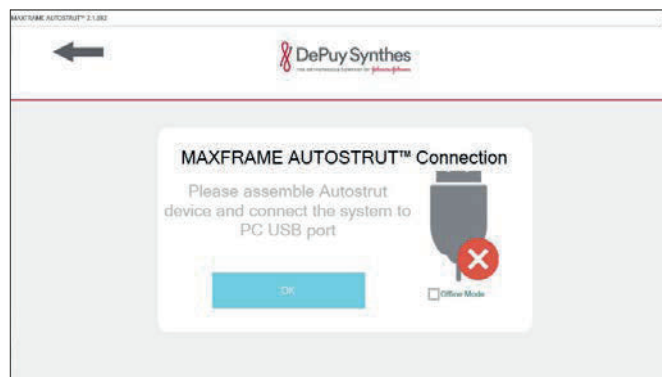 MAXFRAME AUTOSTRUT™ 2.1.
DePuy Synthes
MAXFRAME AUTOSTRUT™ Connection
Please assemble Autostrut
device and connect the system to
PC USB port
OK
Offline Mode